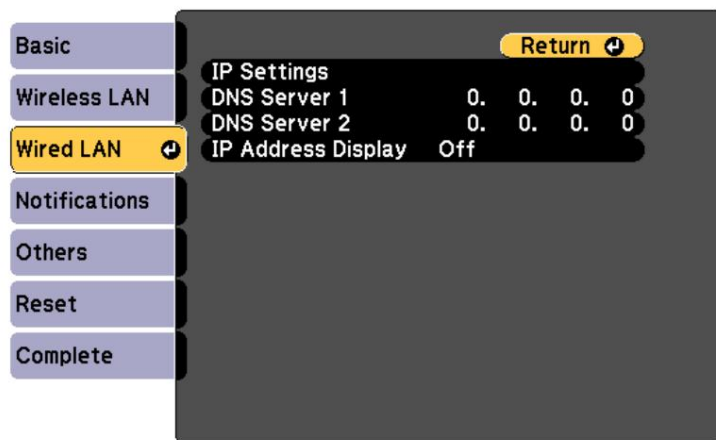 Basic
Wireless LAN
Wired LAN
Notifications
Others
Reset
Complete
Return
IP Settings
DNS Server 1 0. 0. 0. 0
DNS Server 2 0. 0. 0. 0
IP Address Display Off